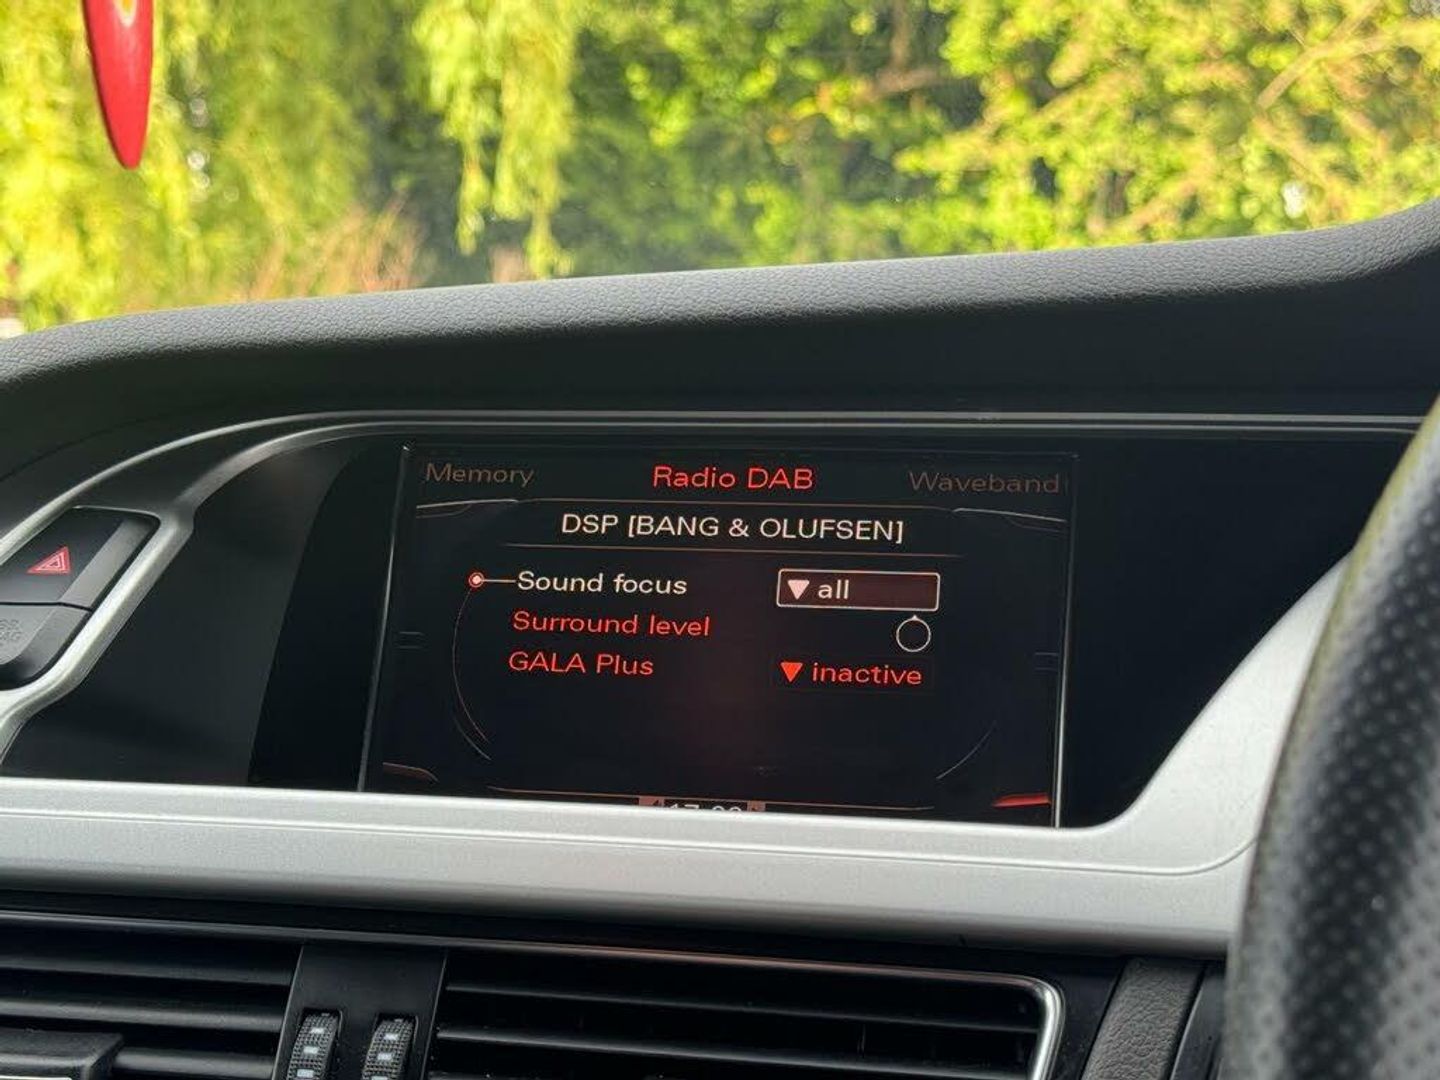 Memory Radio DAB Waveband
DSP [BANG & OLUFSEN]
Sound focus all
Surround level
GALA Plus inactive